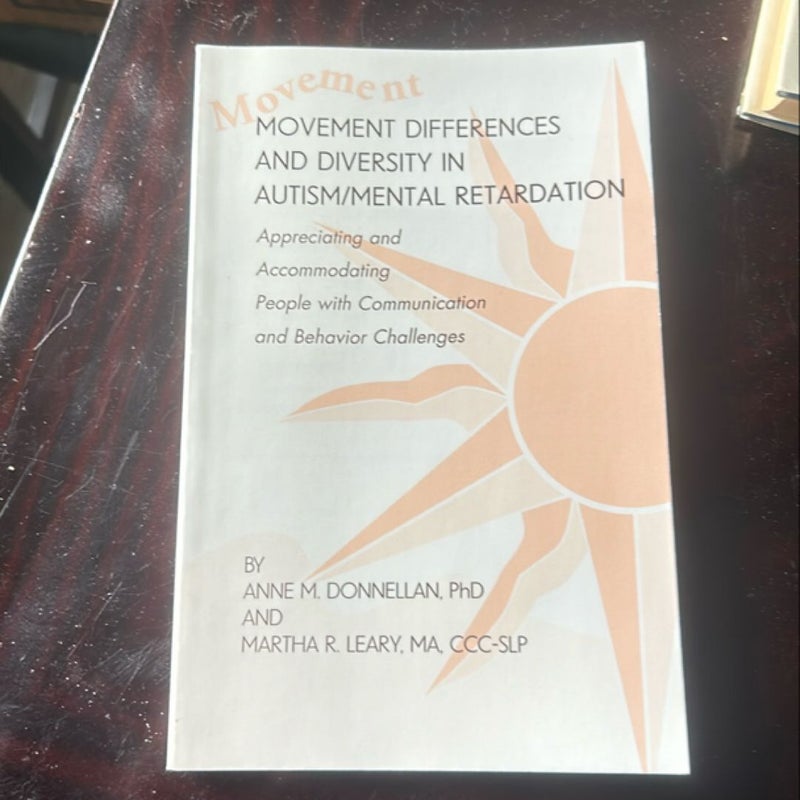 Movement
MOVEMENT DIFFERENCES
AND DIVERSITY IN
AUTISM/MENTAL RETARDATION
Appreciating and
Accommodating
People with Communication
and Behavior Challenges
BY
ANNE M. DONNELLAN, PhD
AND
MARTHA R. LEARY, MA, CCC-SLP